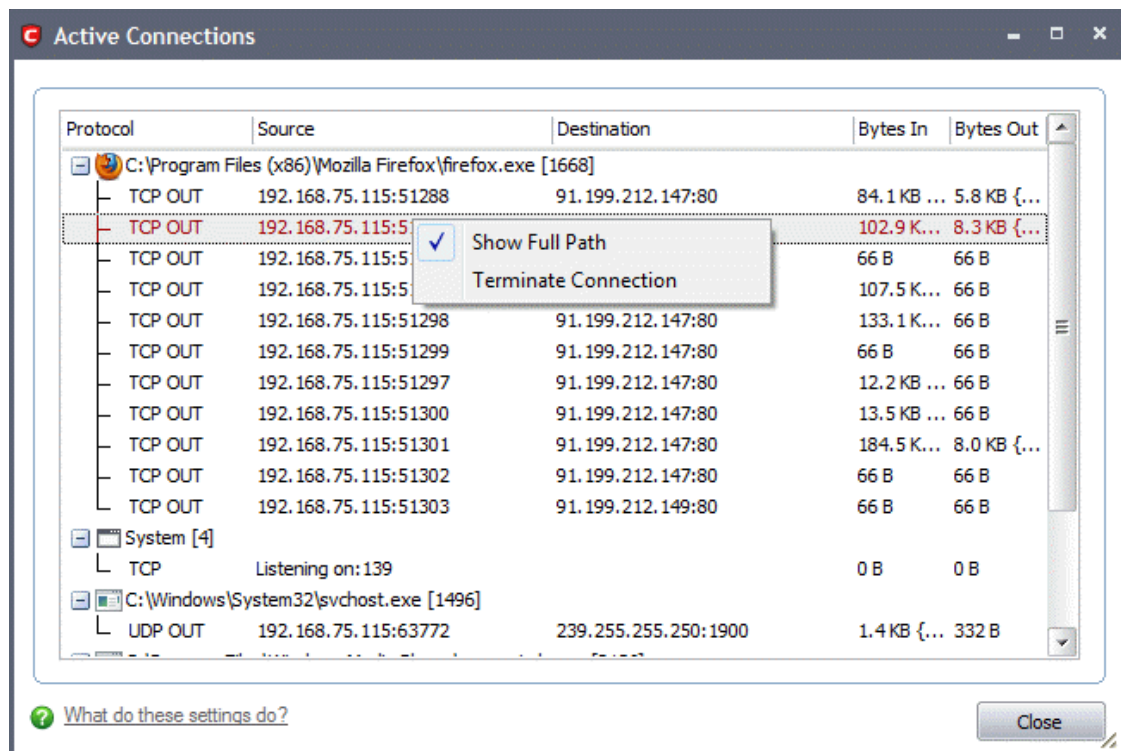 Active Connections
Protocol Source Destination Bytes In Bytes Out
C:\Program Files (x86)\Mozilla Firefox\firefox.exe [1668]
TCP OUT 192.168.75.115:51288 91.199.212.147:80 84.1 KB ... 5.8 KB {...
TCP OUT 192.168.75.115:5 102.9 K... 8.3 KB {...
Show Full Path
TCP OUT 192.168.75.115:5 66 B 66 B
Terminate Connection
TCP OUT 192.168.75.115:5 107.5 K... 66 B
TCP OUT 192.168.75.115:51298 91.199.212.147:80 133.1 K... 66 B
TCP OUT 192.168.75.115:51299 91.199.212.147:80 66 B 66 B
TCP OUT 192.168.75.115:51297 91.199.212.147:80 12.2 KB ... 66 B
TCP OUT 192.168.75.115:51300 91.199.212.147:80 13.5 KB ... 66 B
TCP OUT 192.168.75.115:51301 91.199.212.147:80 184.5 K... 8.0 KB {...
TCP OUT 192.168.75.115:51302 91.199.212.147:80 66 B 66 B
TCP OUT 192.168.75.115:51303 91.199.212.149:80 66 B 66 B
System [4]
TCP Listening on: 139 0 B 0 B
C:\Windows\System32\svchost.exe [1496]
UDP OUT 192.168.75.115:63772 239.255.255.250:1900 1.4 KB {... 332 B
What do these settings do?
Close